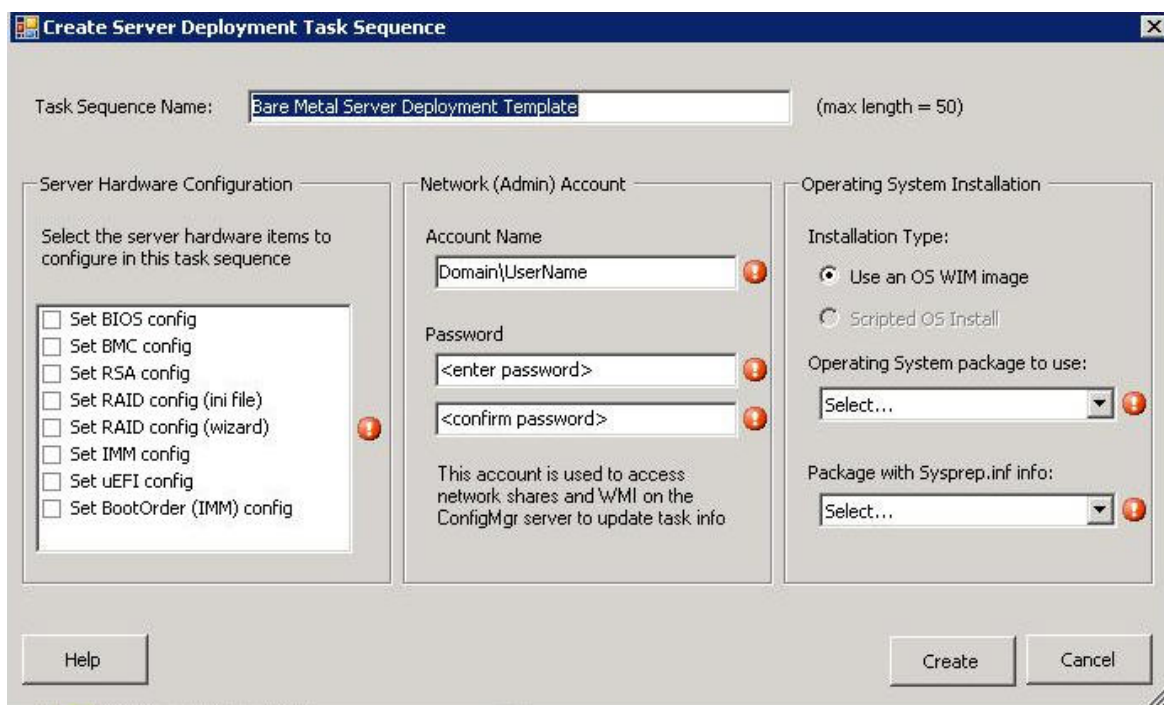 Create Server Deployment Task Sequence
Task Sequence Name:
Bare Metal Server Deployment Template
(max length = 50)
Server Hardware Configuration
Select the server hardware items to
configure in this task sequence
Set BIOS config
Set BMC config
Set RSA config
Set RAID config (ini file)
Set RAID config (wizard)
Set IMM config
Set uEFI config
Set BootOrder (IMM) config
Network (Admin) Account
Account Name
Domain\UserName
Password
<enter password>
<confirm password>
This account is used to access
network shares and WMI on the
ConfigMgr server to update task info
Operating System Installation
Installation Type:
Use an OS WIM image
Scripted OS Install
Operating System package to use:
Select...
Package with Sysprep.inf info:
Select...
Help
Create
Cancel